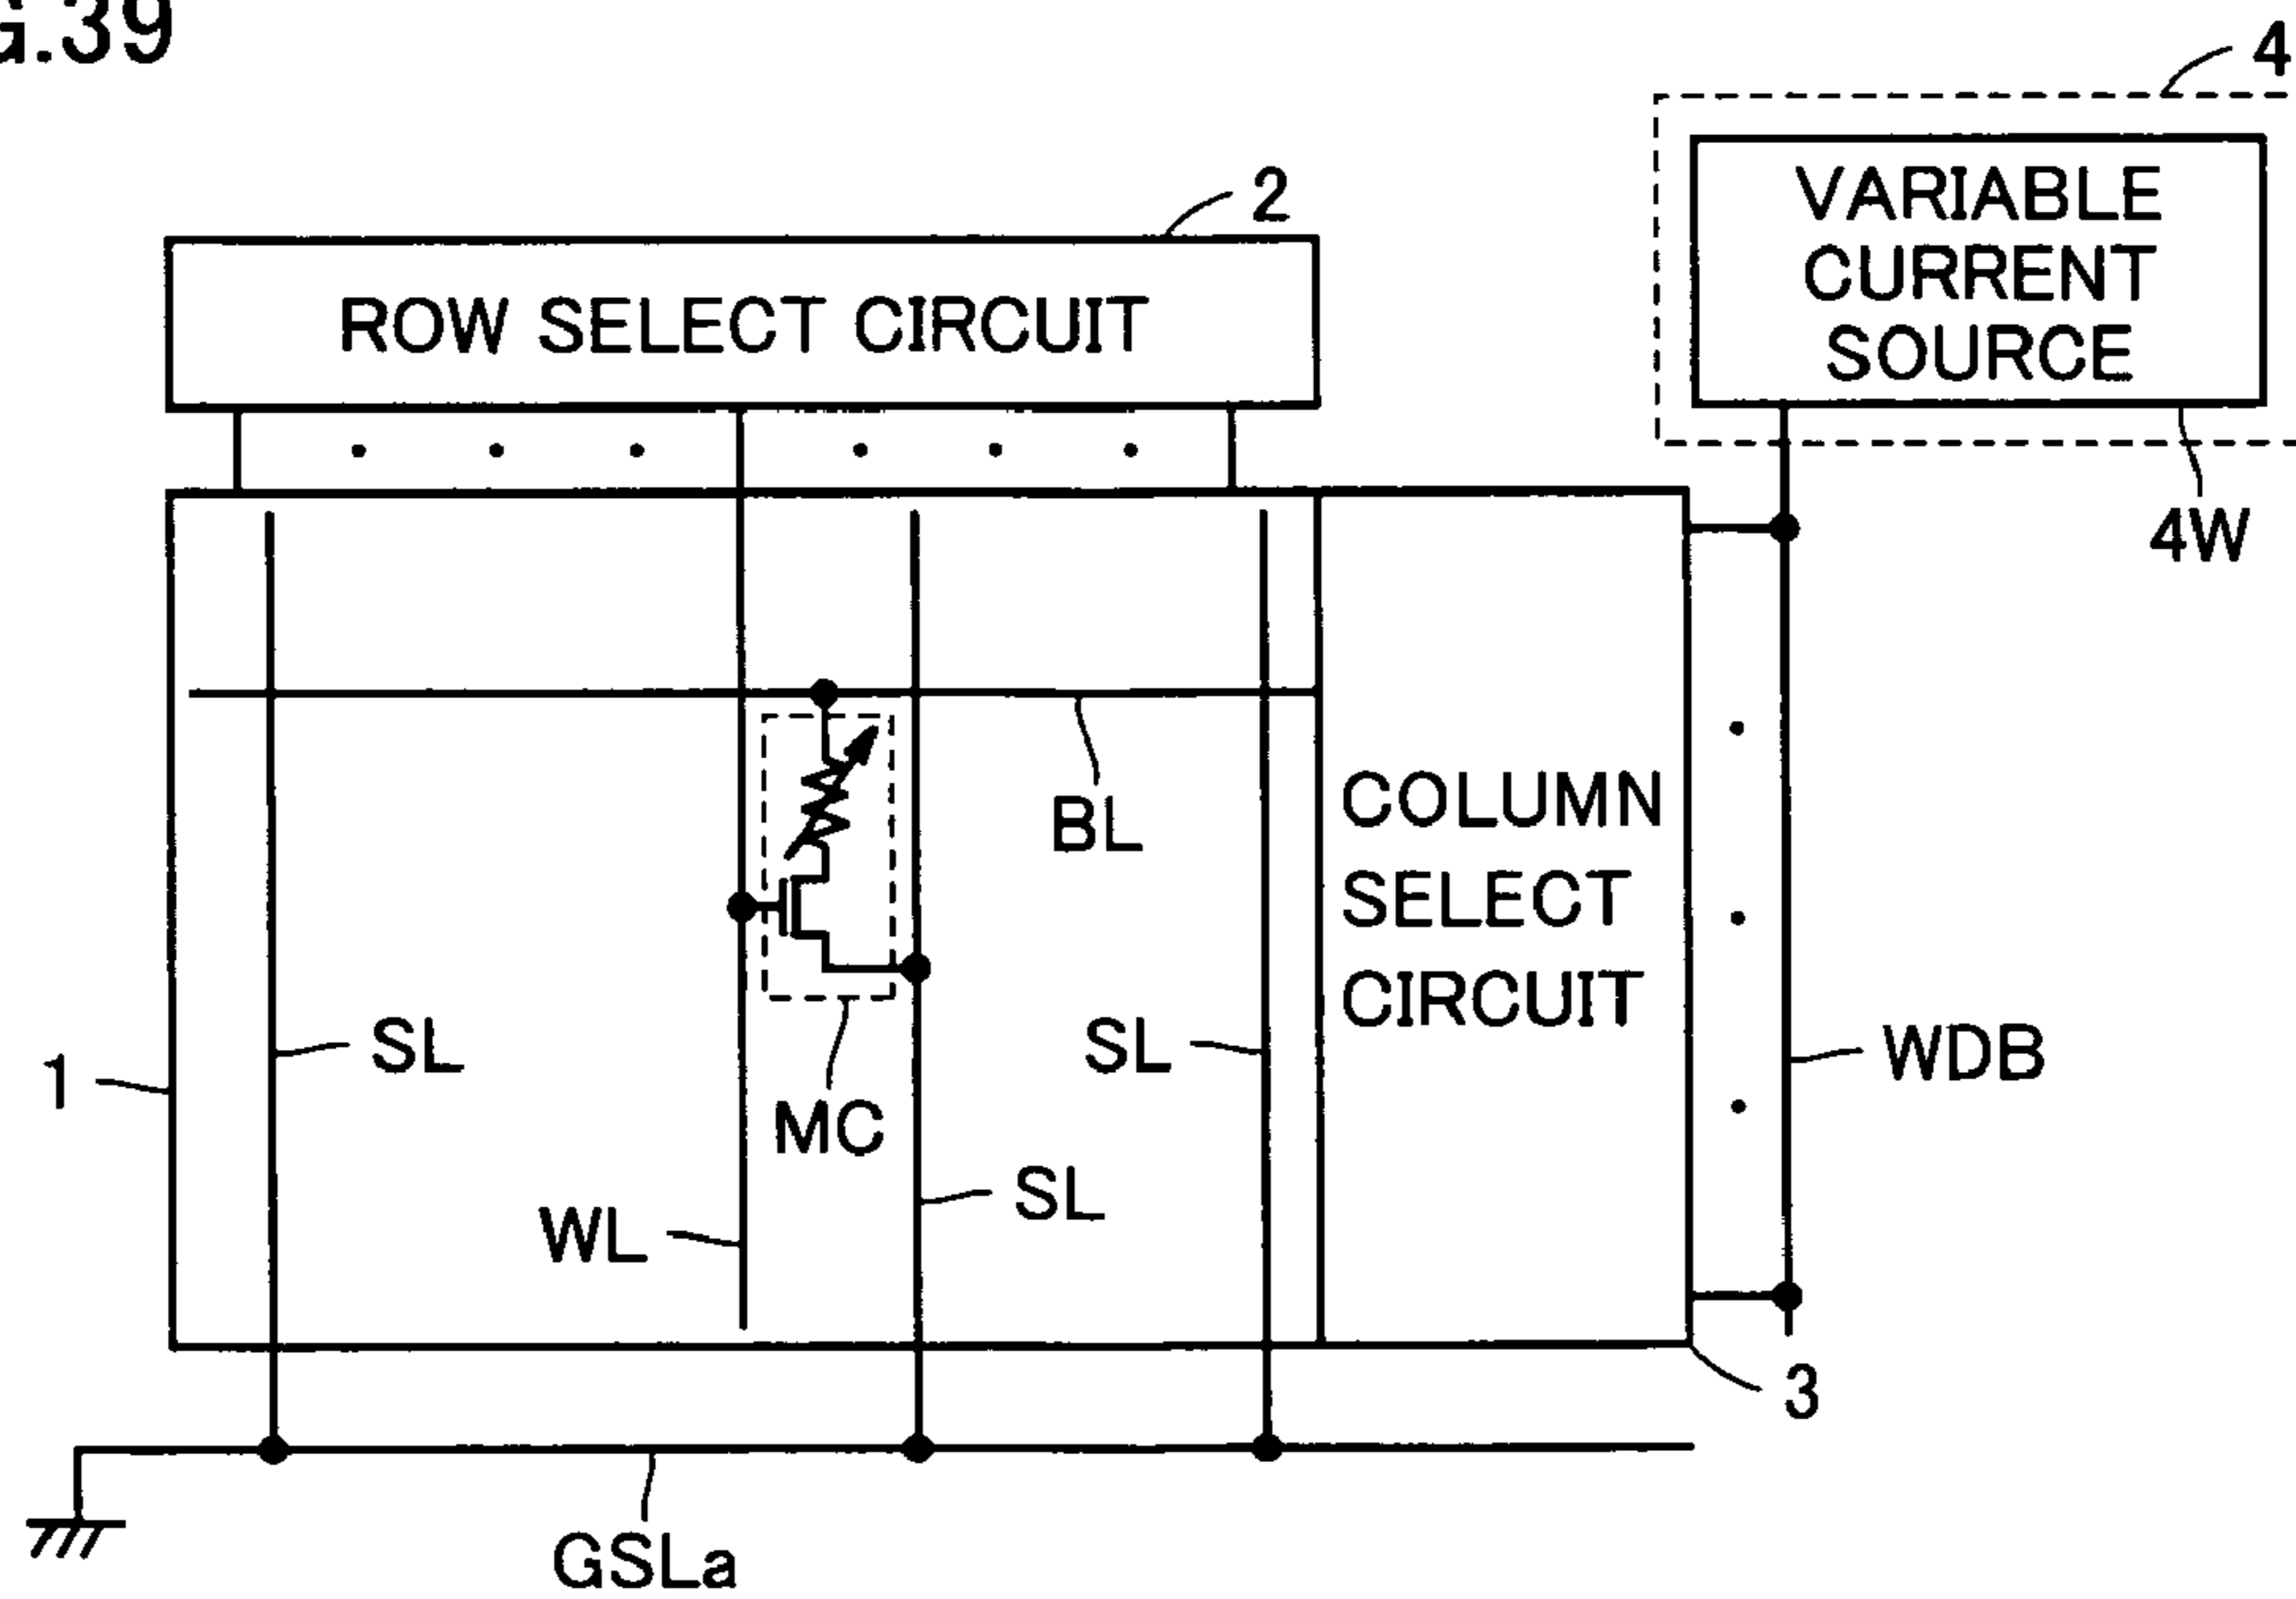 G.39
4
2
VARIABLE
CURRENT
SOURCE
ROW SELECT CIRCUIT
4W
BL
COLUMN
SELECT
CIRCUIT
1
SL
SL
WDB
MC
SL
WL
3
GSLa